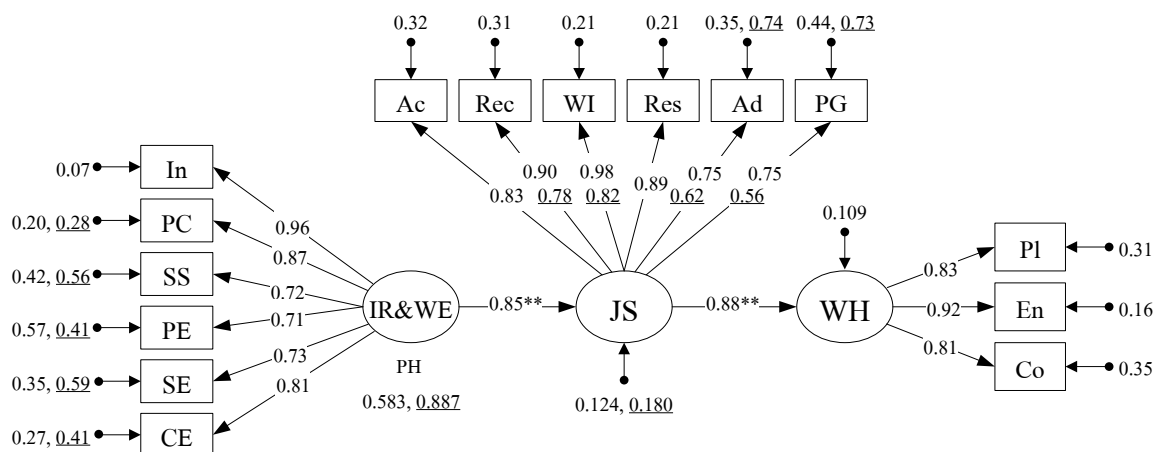 0.32 0.31 0.21 0.21 0.35, 0.74 0.44, 0.73
Ac Rec WI Res Ad PG
0.90 0.98 0.75 0.75
0.83 0.78 0.82 0.89 0.62 0.56
0.07 In
0.20, 0.28 PC
0.42, 0.56 SS
0.57, 0.41 PE
0.35, 0.59 SE
0.27, 0.41 CE
0.96
0.87
0.72
0.71
0.73
0.81
IR&WE 0.85** JS 0.88** WH
PH
0.583, 0.887
0.124, 0.180
0.109
0.83 Pl 0.31
0.92 En 0.16
0.81 Co 0.35